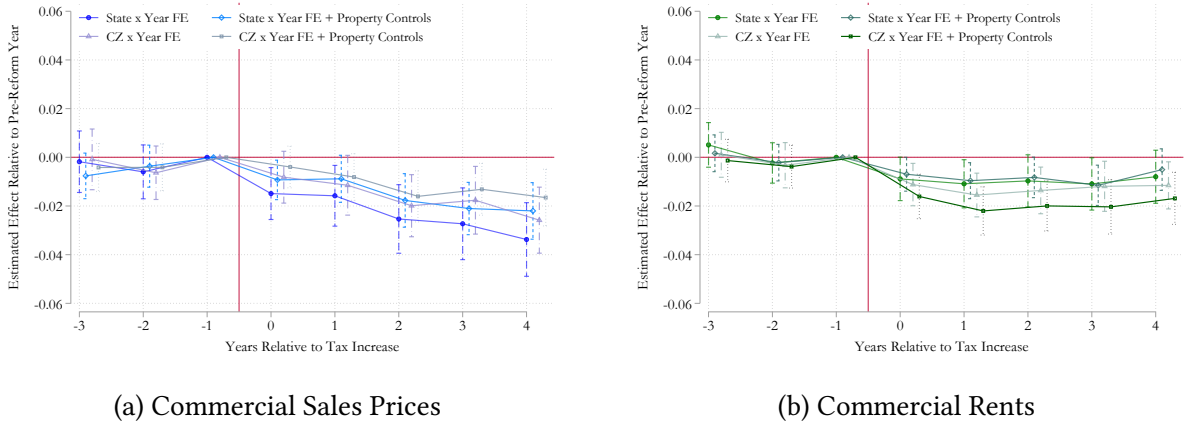 State x Year FE
State x Year FE + Property Controls
CZ x Year FE
CZ x Year FE + Property Controls
Estimated Effect Relative to Pre-Reform Year
0.06
0.04
0.02
0.00
-0.02
-0.04
-0.06
-3 -2 -1 0 1 2 3 4
Years Relative to Tax Increase
(a) Commercial Sales Prices
State x Year FE
State x Year FE + Property Controls
CZ x Year FE
CZ x Year FE + Property Controls
Estimated Effect Relative to Pre-Reform Year
0.06
0.04
0.02
0.00
-0.02
-0.04
-0.06
-3 -2 -1 0 1 2 3 4
Years Relative to Tax Increase
(b) Commercial Rents